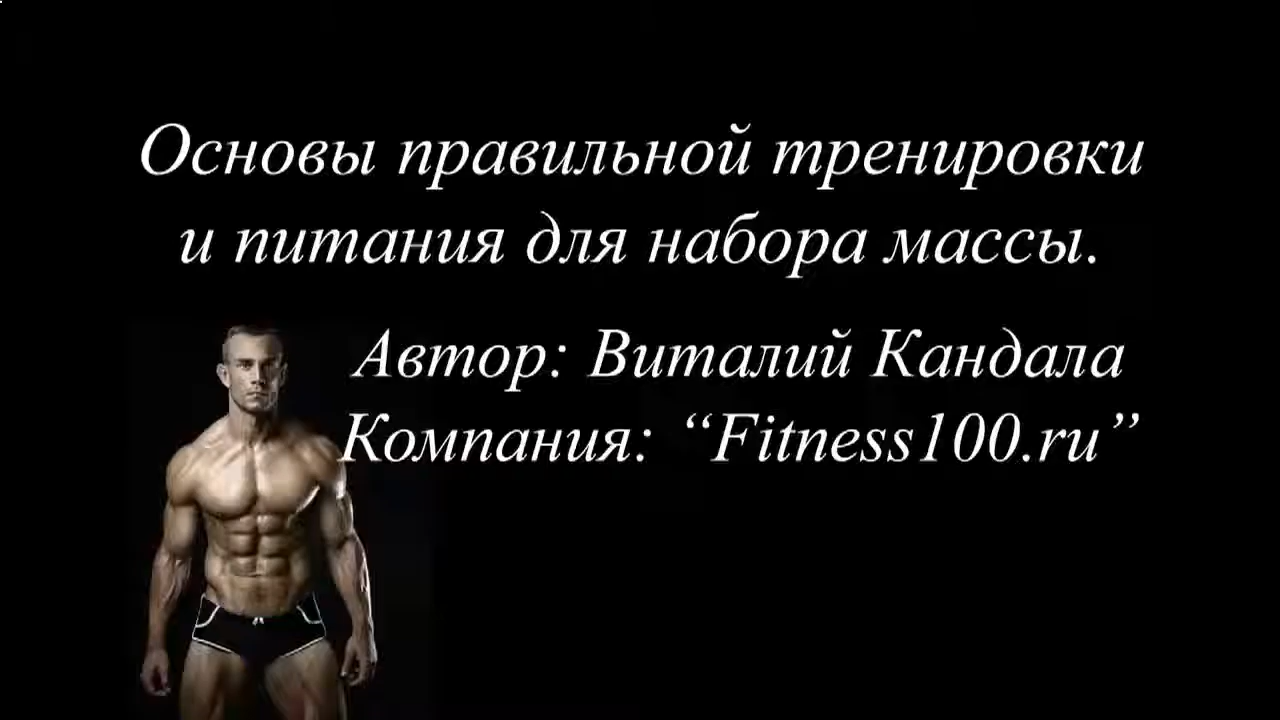 Основы правильной тренировки
и питания для набора массы.
Автор: Виталий Кандала
Компания: “Fitness100.ru”